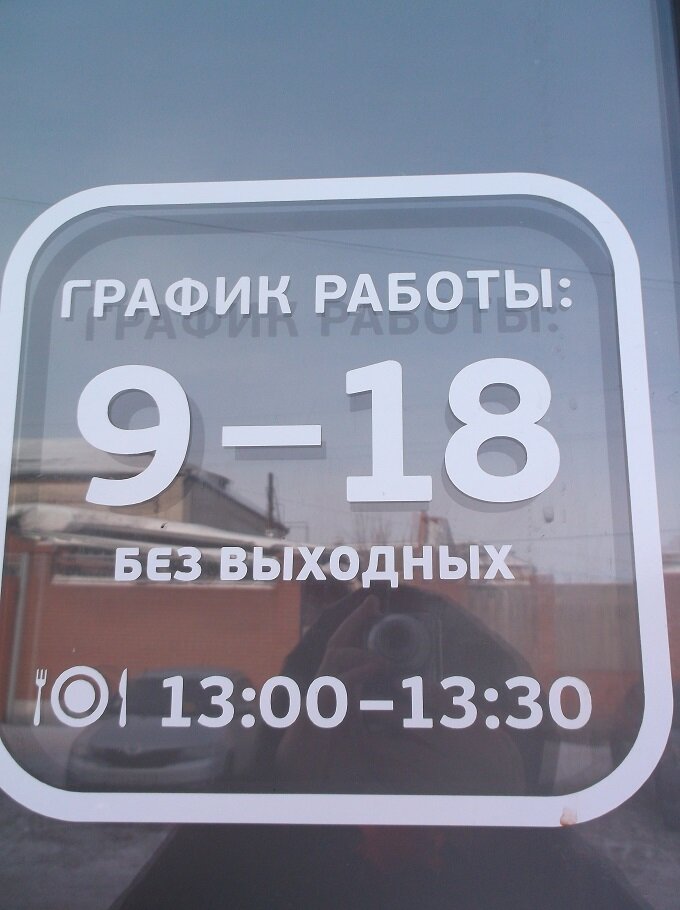 ГРАФИК РАБОТЫ:
9–18
БЕЗ ВЫХОДНЫХ
13:00–13:30